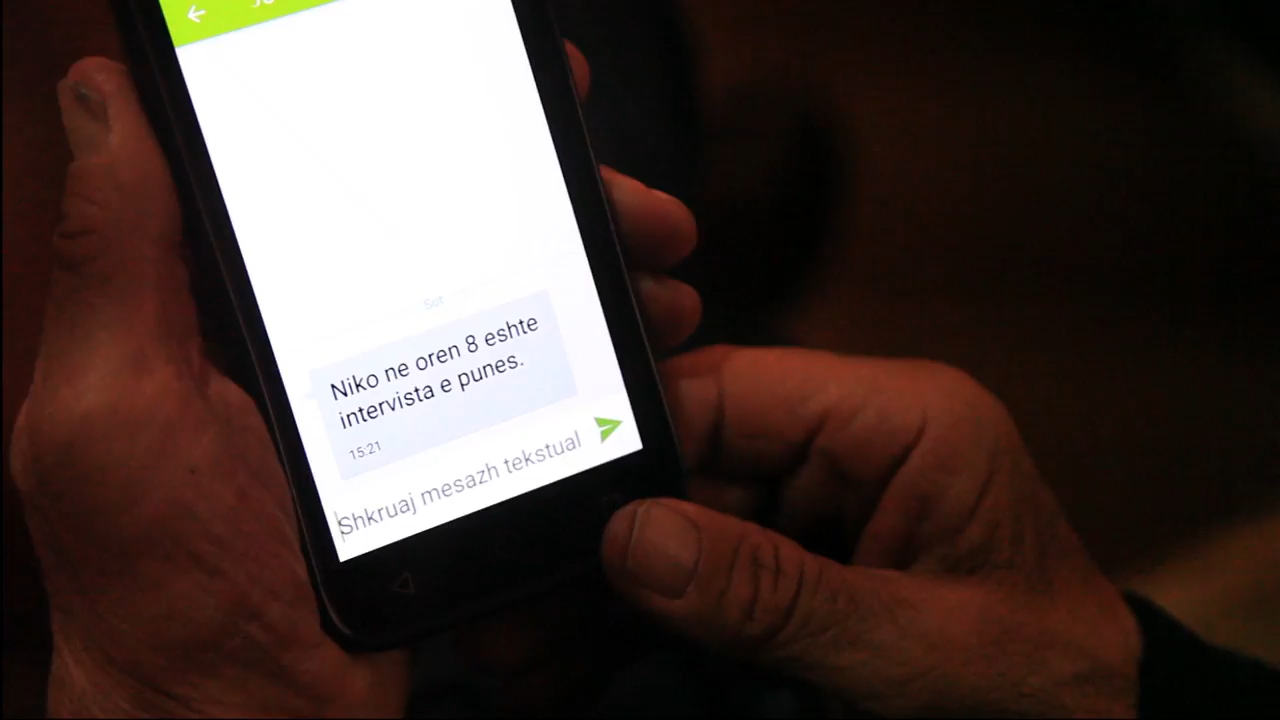 Sot
Niko ne oren 8 eshte
intervista e punes.
15:21
Shkruaj mesazh tekstual